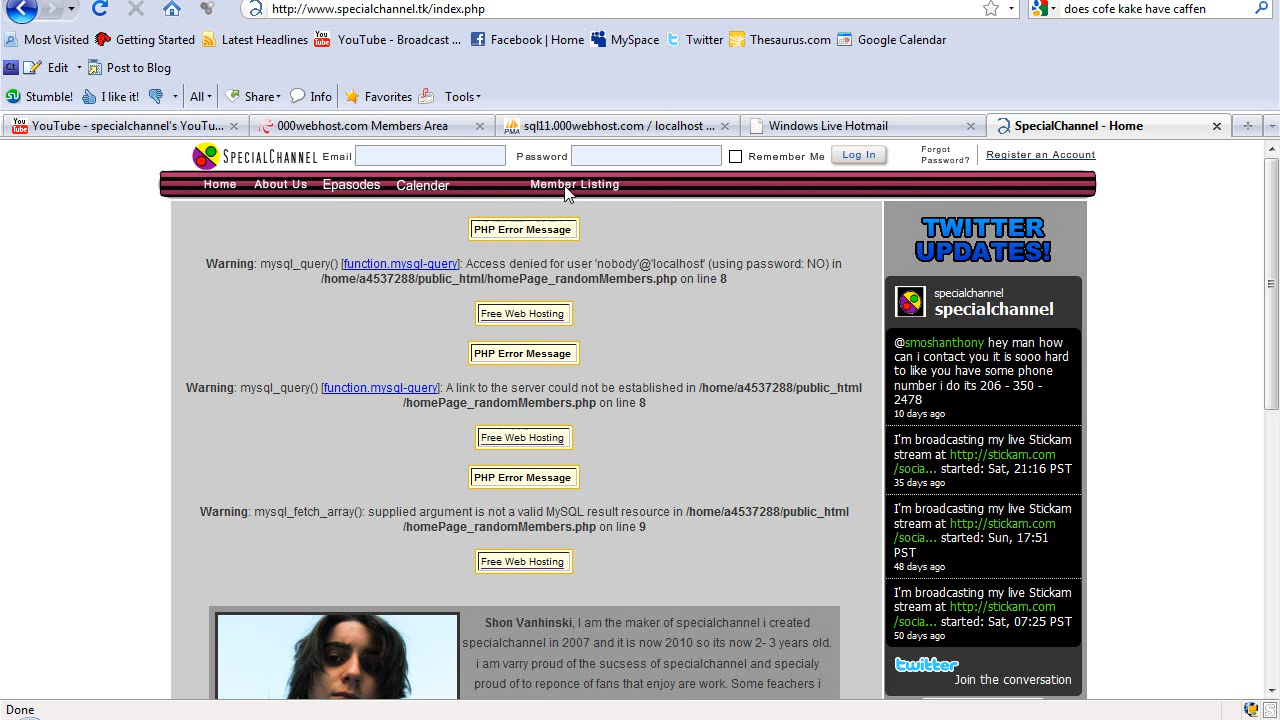 http://www.specialchannel.tk/index.php
does cofe kake have caffen
Most Visited Getting Started Latest Headlines YouTube - Broadcast ... Facebook | Home MySpace Twitter Thesaurus.com Google Calendar
Edit Post to Blog
Stumble! I like it! All Share Info Favorites Tools
YouTube - specialchannel's YouTu... 000webhost.com Members Area sql11.000webhost.com / localhost ... Windows Live Hotmail SpecialChannel - Home
SPECIALCHANNEL Email Password Remember Me Log In Forgot Password? Register an Account
Home About Us Epasodes Calender Member Listing
PHP Error Message
Warning: mysql_query() [function.mysql-query]: Access denied for user 'nobody'@'localhost' (using password: NO) in
/home/a4537288/public_html/homePage_randomMembers.php on line 8
Free Web Hosting
PHP Error Message
Warning: mysql_query() [function.mysql-query]: A link to the server could not be established in /home/a4537288/public_html
/homePage_randomMembers.php on line 8
Free Web Hosting
PHP Error Message
Warning: mysql_fetch_array(): supplied argument is not a valid MySQL result resource in /home/a4537288/public_html
/homePage_randomMembers.php on line 9
Free Web Hosting
Shon Vanhinski, I am the maker of specialchannel i created
specialchannel in 2007 and it is now 2010 so its now 2- 3 years old.
i am varry proud of the sucsess of specialchannel and specialy
proud of to reponce of fans that enjoy are work. Some feachers i
TWITTER
UPDATES!
specialchannel
specialchannel
@smoshanthony hey man how
can i contact you it is sooo hard
to like you have some phone
number i do its 206 - 350 -
2478
10 days ago
I'm broadcasting my live Stickam
stream at http://stickam.com
/socia... started: Sat, 21:16 PST
35 days ago
I'm broadcasting my live Stickam
stream at http://stickam.com
/socia... started: Sun, 17:51
PST
48 days ago
I'm broadcasting my live Stickam
stream at http://stickam.com
/socia... started: Sat, 07:25 PST
50 days ago
twitter
Join the conversation
Done